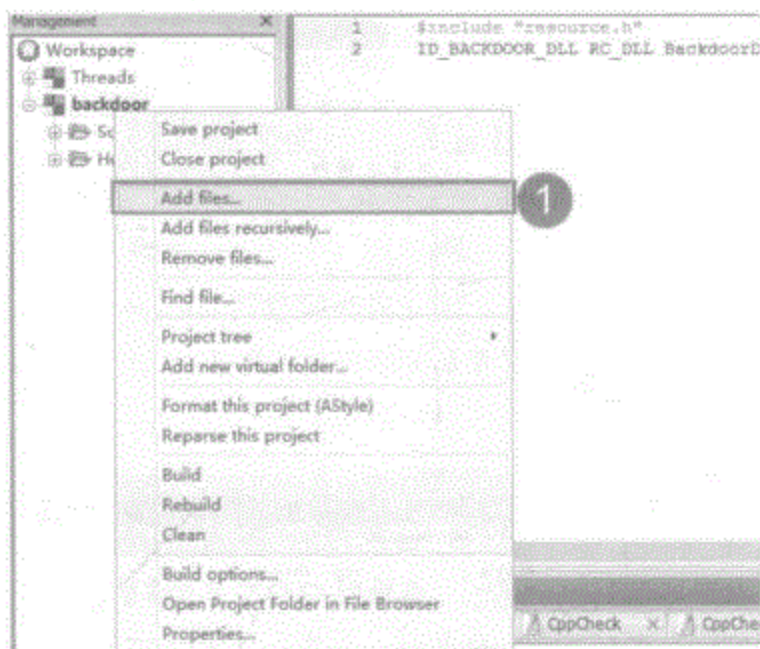 Management
Workspace
Threads
backdoor
1 $include "resource.h"
2 ID_BACKDOOR_DLL RC_DLL BackdoorD
Save project
Close project
Add files...
1
Add files recursively...
Remove files...
Find file...
Project tree
Add new virtual folder...
Format this project (AStyle)
Reparse this project
Build
Rebuild
Clean
Build options...
Open Project Folder in File Browser
Properties...
CppCheck
CppChe